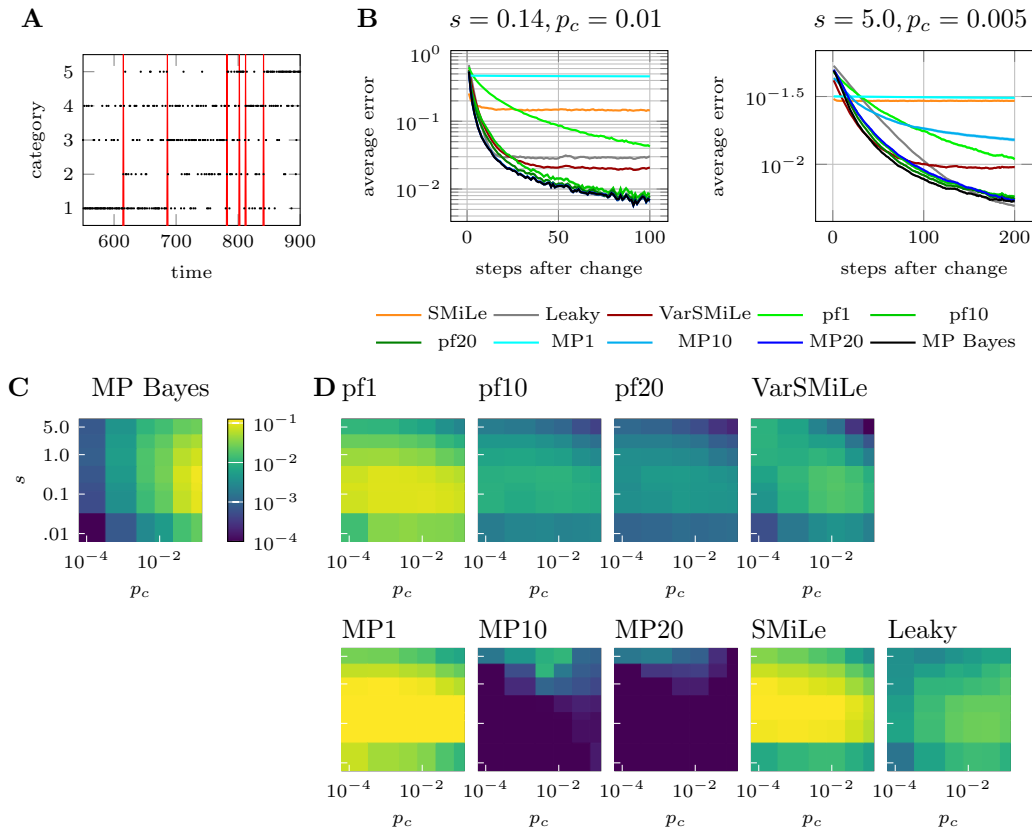 A
category
5
4
3
2
1
600 700 800 900
time
B
s = 0.14, p_c = 0.01
average error
10^0
10^−1
10^−2
0 50 100
steps after change
s = 5.0, p_c = 0.005
average error
10^−1.5
10^−2
0 100 200
steps after change
SMiLe Leaky VarSMiLe pf1 pf10
pf20 MP1 MP10 MP20 MP Bayes
C
MP Bayes
s
5.0
1.0
0.1
.01
10^−4 10^−2
p_c
10^−1
10^−2
10^−3
10^−4
D
pf1 pf10 pf20 VarSMiLe
10^−4 10^−2 10^−4 10^−2 10^−4 10^−2 10^−4 10^−2
p_c p_c p_c p_c
MP1 MP10 MP20 SMiLe Leaky
10^−4 10^−2 10^−4 10^−2 10^−4 10^−2 10^−4 10^−2 10^−4 10^−2
p_c p_c p_c p_c p_c